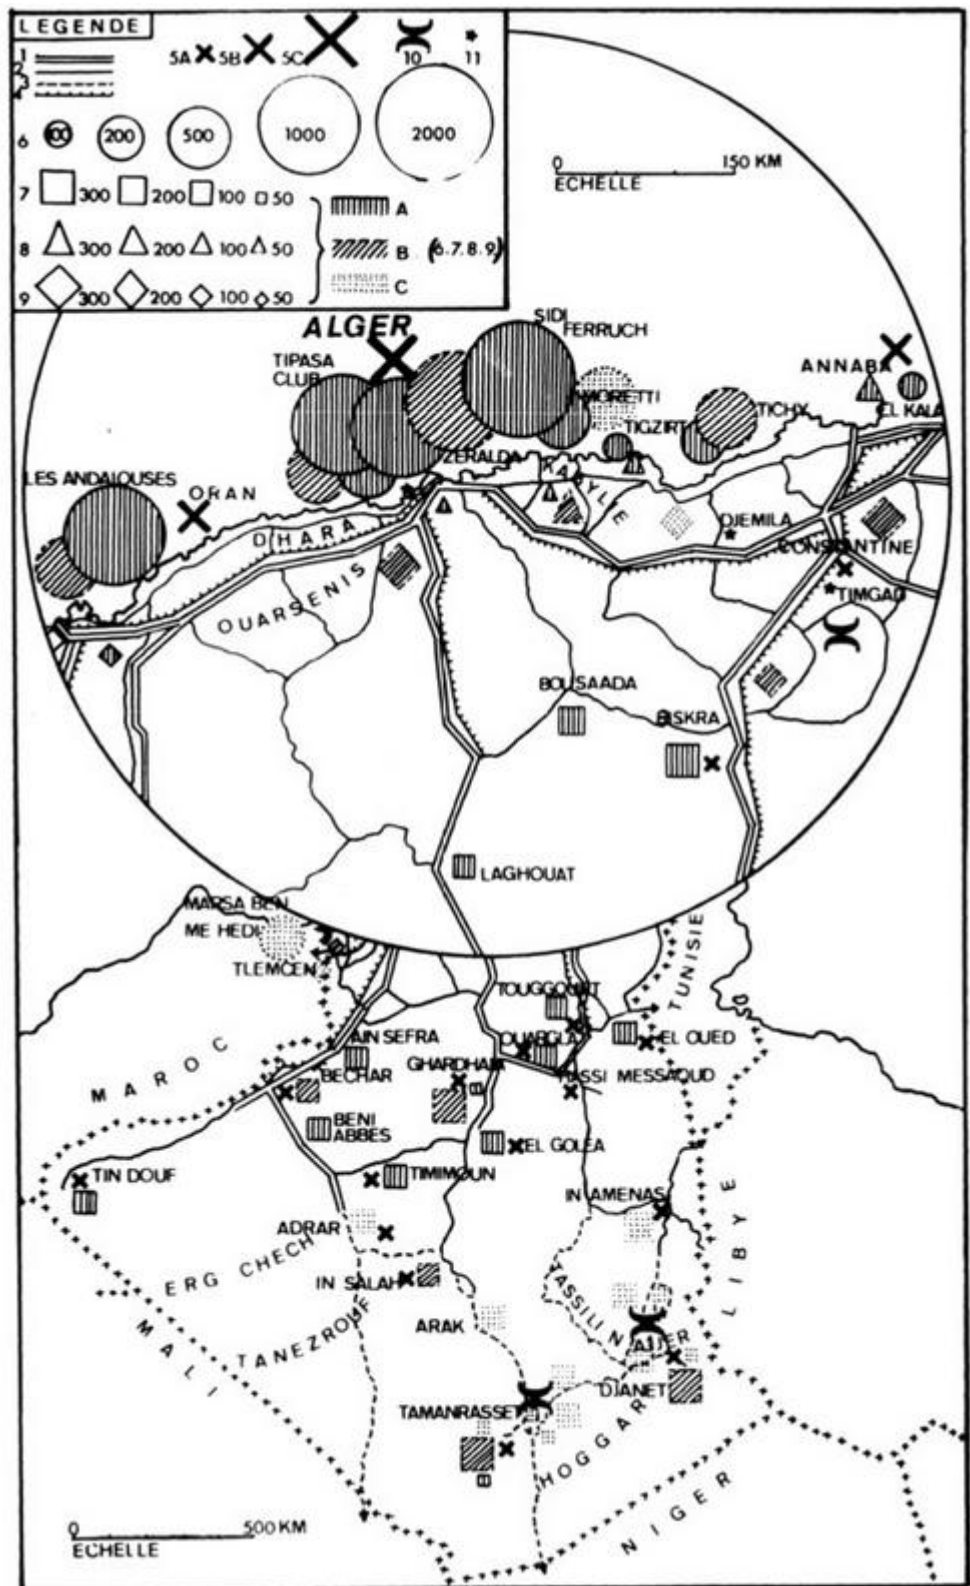 LEGENDE
1
2
3
4
5A 5B 5C 10 11
6 100 200 500 1000 2000
7 300 200 100 50
8 300 200 100 50
9 300 200 100 50
A
B (6.7.8.9)
C
0 150 KM
ECHELLE
ALGER
SIDI
FERRUCH
TIPASA
CLUB
MORETTI
ANNABA
TICHY
EL KALA
TIGZIRT
ZERALDA
KABYLIE
LES ANDALOUSES
ORAN
DHARA
DJEMILA
CONSTANTINE
OUARSENIS
TIMGAD
BOUSAADA
BISKRA
LAGHOUAT
MARSA BEN
ME HEDI
TLEMCEN
TUNISIE
TOUGGOURT
AIN SEFRA
OUARGLA
EL OUED
MAROC
GHARDHAIA
BECHAR
HASSI MESSAOUD
BENI
ABBES
EL GOLEA
TIN DOUF
TIMIMOUN
IN AMENAS
ADRAR
LIBYE
ERG CHECH
IN SALAH
TASSILI N AJJER
MALI
TANEZROUF
ARAK
DJANET
TAMANRASSET
HOGGAR
NIGER
0 500 KM
ECHELLE